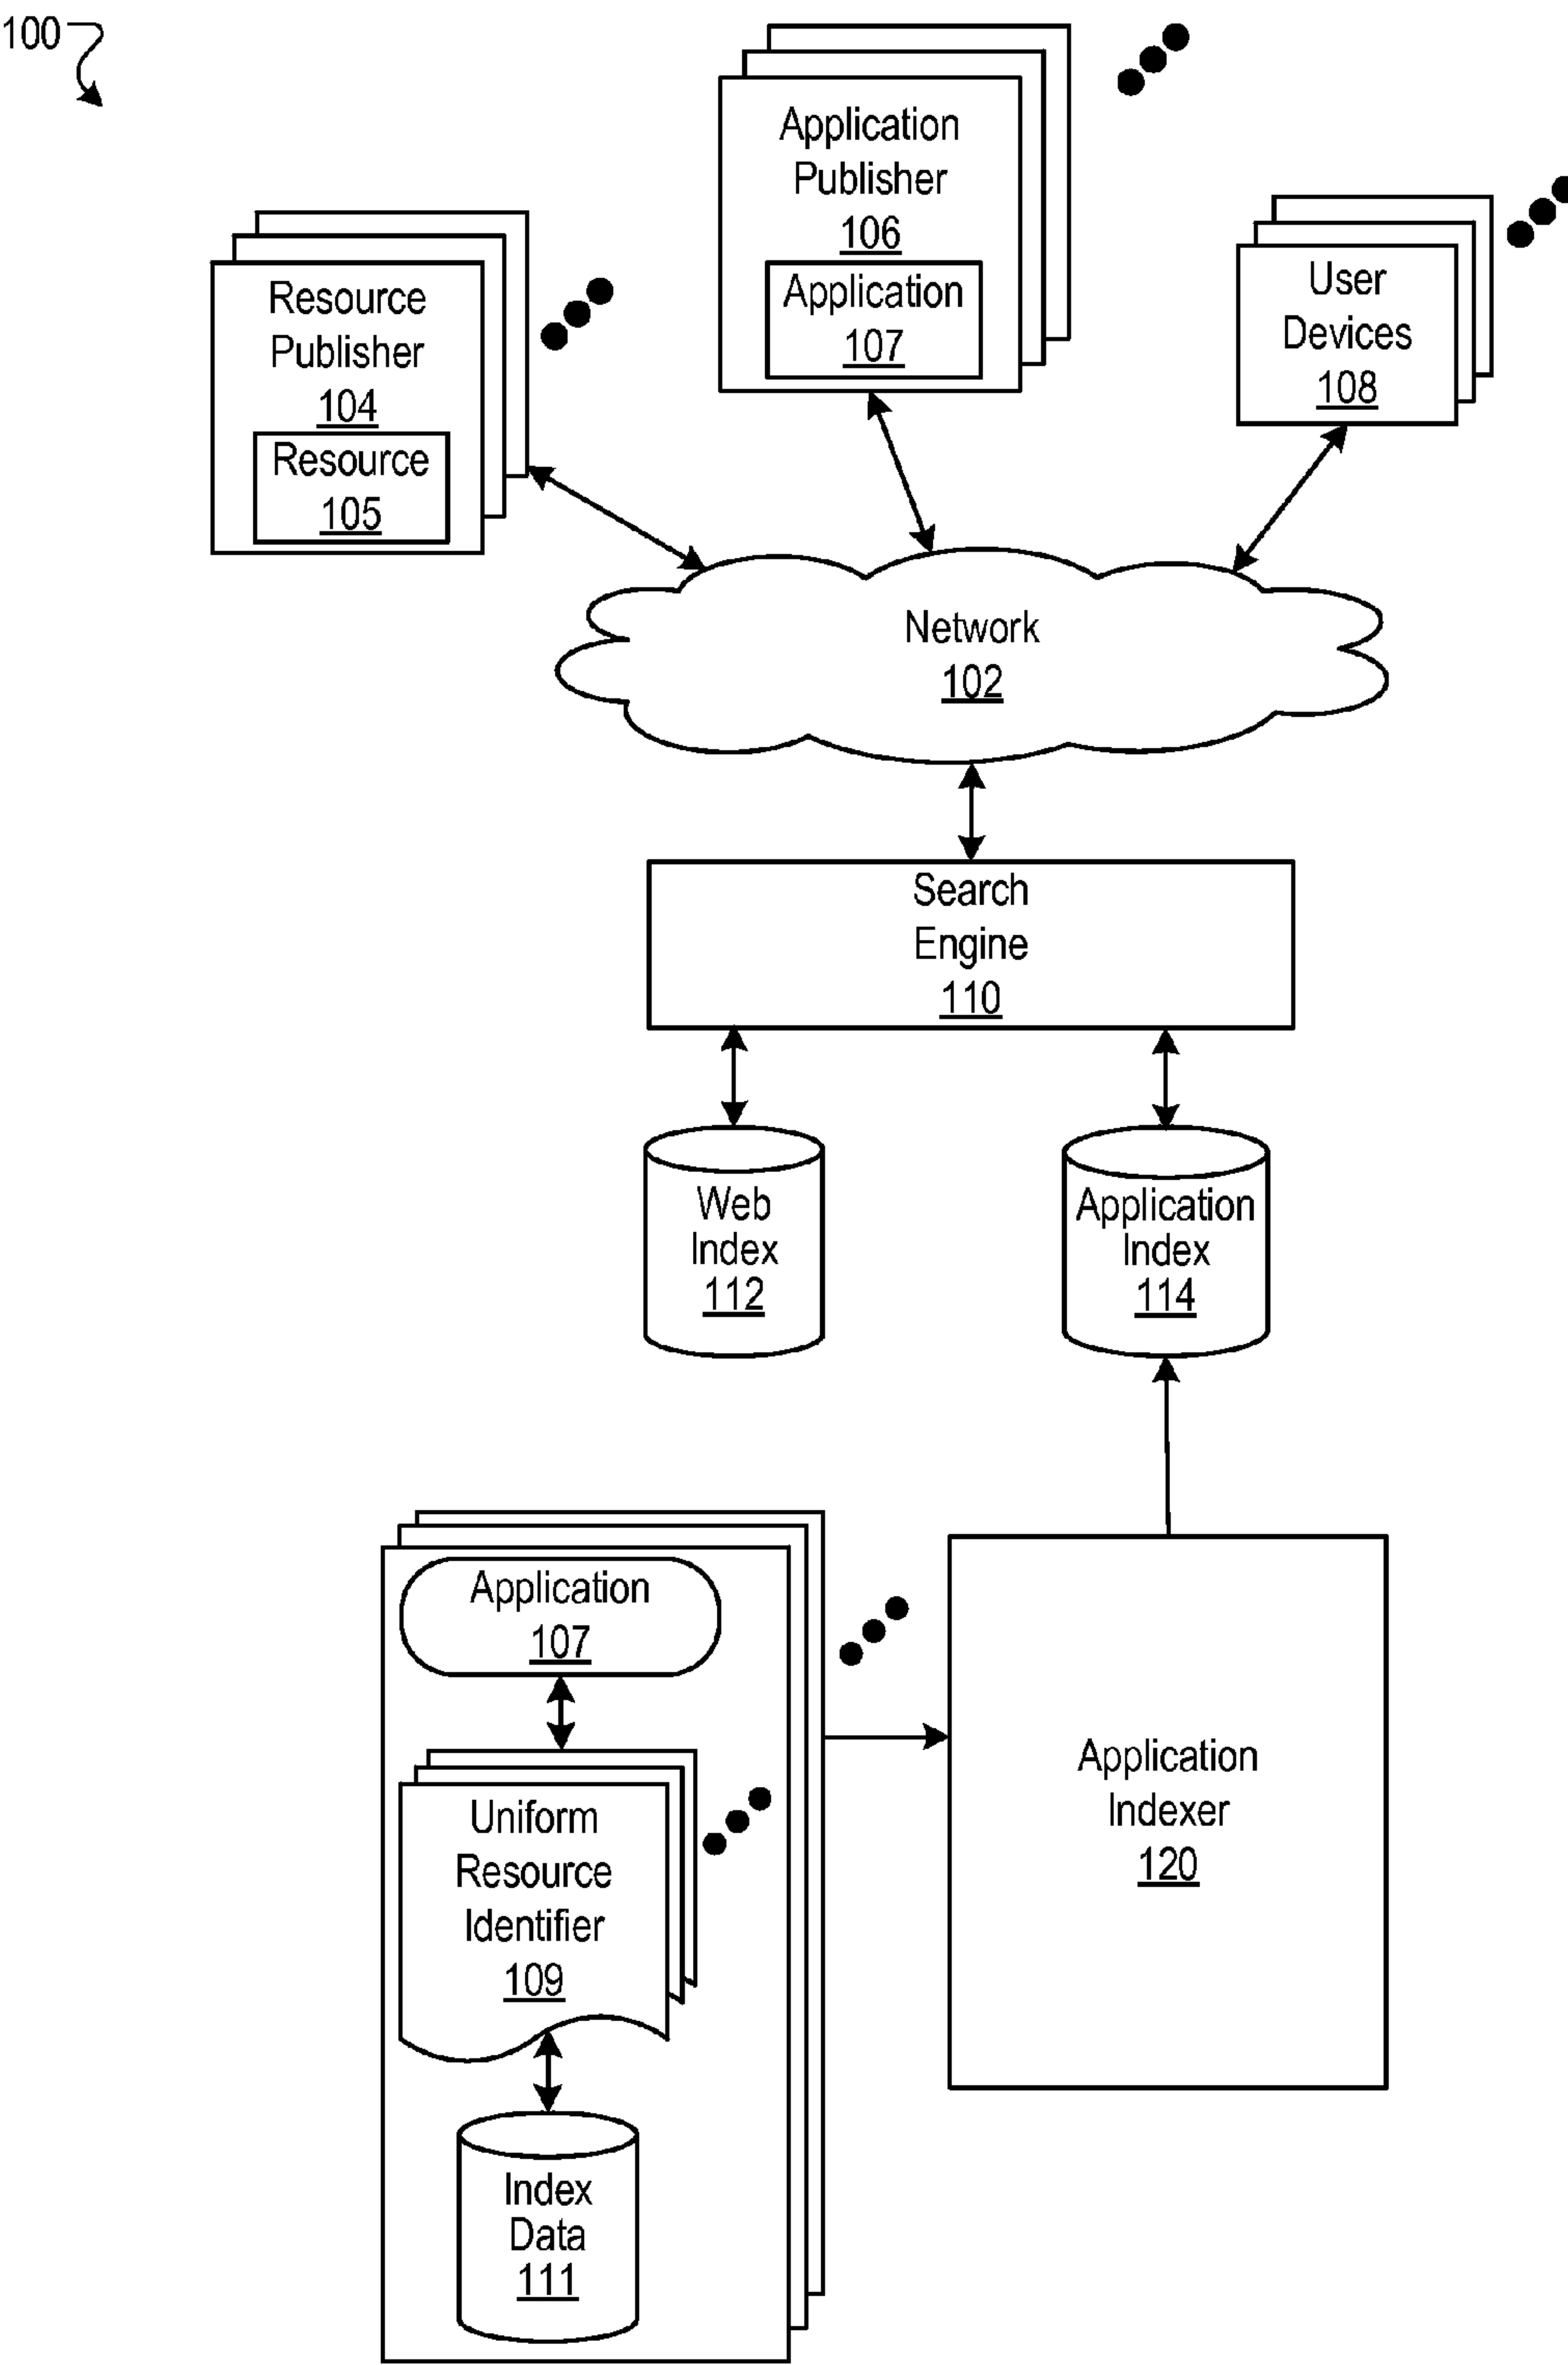 100
Application
Publisher
106
Application
107
Resource
Publisher
104
Resource
105
User
Devices
108
Network
102
Search
Engine
110
Web
Index
112
Application
Index
114
Application
107
Uniform
Resource
Identifier
109
Index
Data
111
Application
Indexer
120